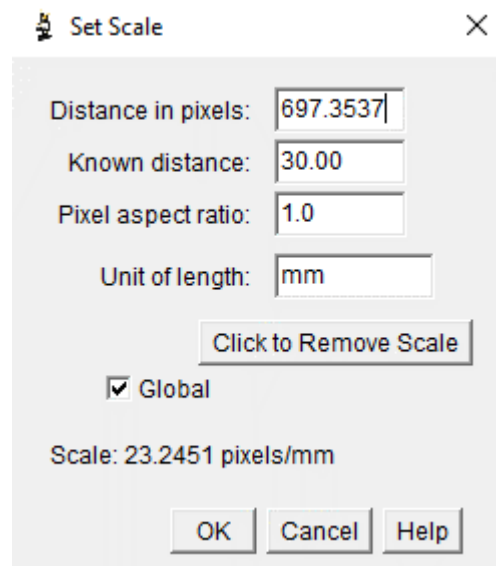 Set Scale
Distance in pixels: 697.3537
Known distance: 30.00
Pixel aspect ratio: 1.0
Unit of length: mm
Click to Remove Scale
Global
Scale: 23.2451 pixels/mm
OK Cancel Help